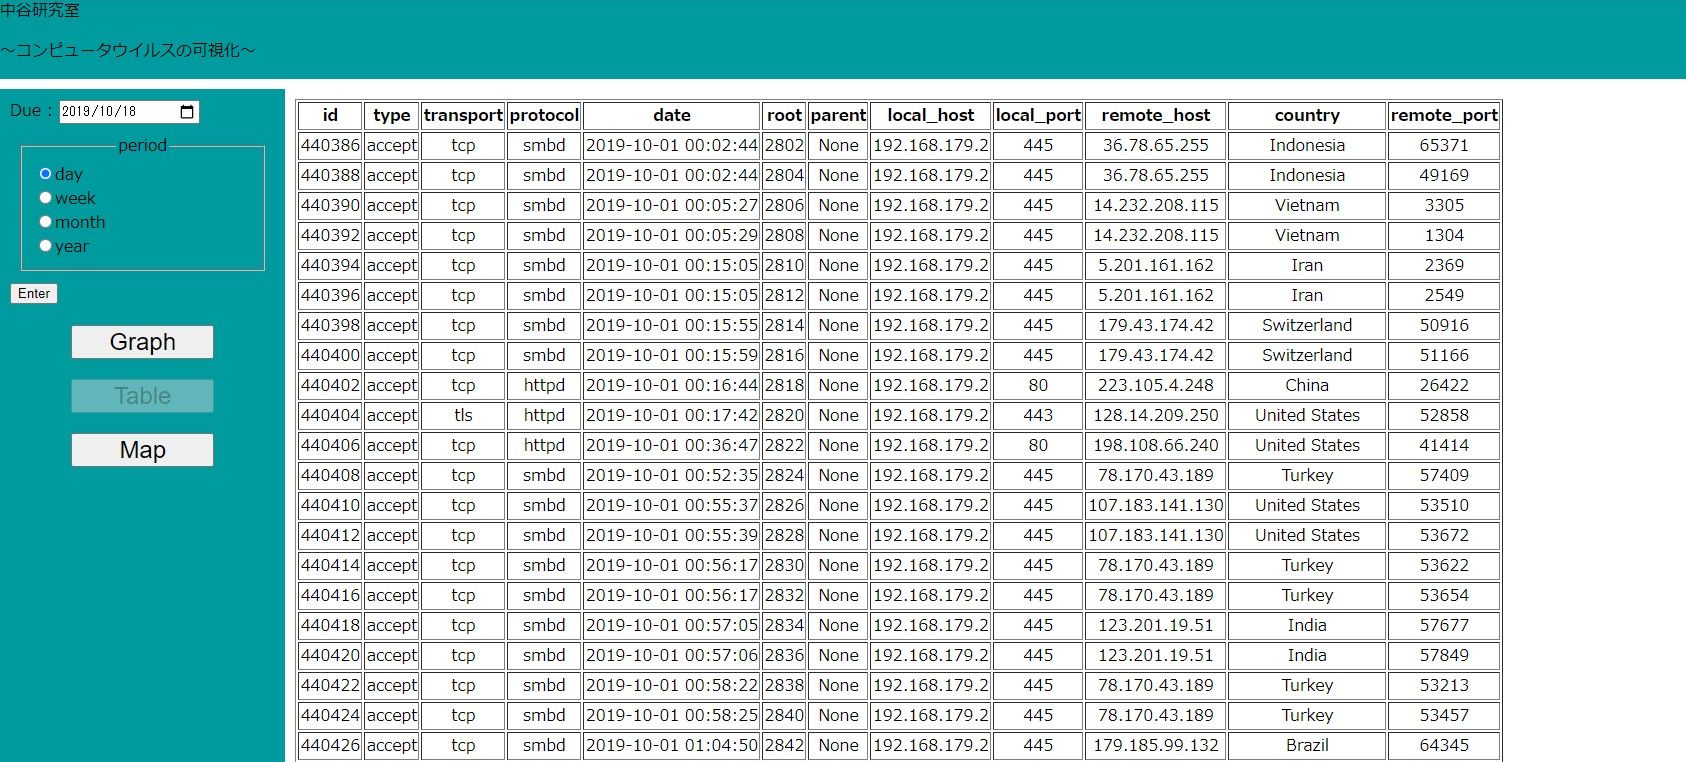 中谷研究室
～コンピュータウイルスの可視化～
Due : 2019/10/18
period
day
week
month
year
Enter
Graph
Table
Map
id type transport protocol date root parent local_host local_port remote_host country remote_port
440386 accept tcp smbd 2019-10-01 00:02:44 2802 None 192.168.179.2 445 36.78.65.255 Indonesia 65371
440388 accept tcp smbd 2019-10-01 00:02:44 2804 None 192.168.179.2 445 36.78.65.255 Indonesia 49169
440390 accept tcp smbd 2019-10-01 00:05:27 2806 None 192.168.179.2 445 14.232.208.115 Vietnam 3305
440392 accept tcp smbd 2019-10-01 00:05:29 2808 None 192.168.179.2 445 14.232.208.115 Vietnam 1304
440394 accept tcp smbd 2019-10-01 00:15:05 2810 None 192.168.179.2 445 5.201.161.162 Iran 2369
440396 accept tcp smbd 2019-10-01 00:15:05 2812 None 192.168.179.2 445 5.201.161.162 Iran 2549
440398 accept tcp smbd 2019-10-01 00:15:55 2814 None 192.168.179.2 445 179.43.174.42 Switzerland 50916
440400 accept tcp smbd 2019-10-01 00:15:59 2816 None 192.168.179.2 445 179.43.174.42 Switzerland 51166
440402 accept tcp httpd 2019-10-01 00:16:44 2818 None 192.168.179.2 80 223.105.4.248 China 26422
440404 accept tls httpd 2019-10-01 00:17:42 2820 None 192.168.179.2 443 128.14.209.250 United States 52858
440406 accept tcp httpd 2019-10-01 00:36:47 2822 None 192.168.179.2 80 198.108.66.240 United States 41414
440408 accept tcp smbd 2019-10-01 00:52:35 2824 None 192.168.179.2 445 78.170.43.189 Turkey 57409
440410 accept tcp smbd 2019-10-01 00:55:37 2826 None 192.168.179.2 445 107.183.141.130 United States 53510
440412 accept tcp smbd 2019-10-01 00:55:39 2828 None 192.168.179.2 445 107.183.141.130 United States 53672
440414 accept tcp smbd 2019-10-01 00:56:17 2830 None 192.168.179.2 445 78.170.43.189 Turkey 53622
440416 accept tcp smbd 2019-10-01 00:56:17 2832 None 192.168.179.2 445 78.170.43.189 Turkey 53654
440418 accept tcp smbd 2019-10-01 00:57:05 2834 None 192.168.179.2 445 123.201.19.51 India 57677
440420 accept tcp smbd 2019-10-01 00:57:06 2836 None 192.168.179.2 445 123.201.19.51 India 57849
440422 accept tcp smbd 2019-10-01 00:58:22 2838 None 192.168.179.2 445 78.170.43.189 Turkey 53213
440424 accept tcp smbd 2019-10-01 00:58:25 2840 None 192.168.179.2 445 78.170.43.189 Turkey 53457
440426 accept tcp smbd 2019-10-01 01:04:50 2842 None 192.168.179.2 445 179.185.99.132 Brazil 64345